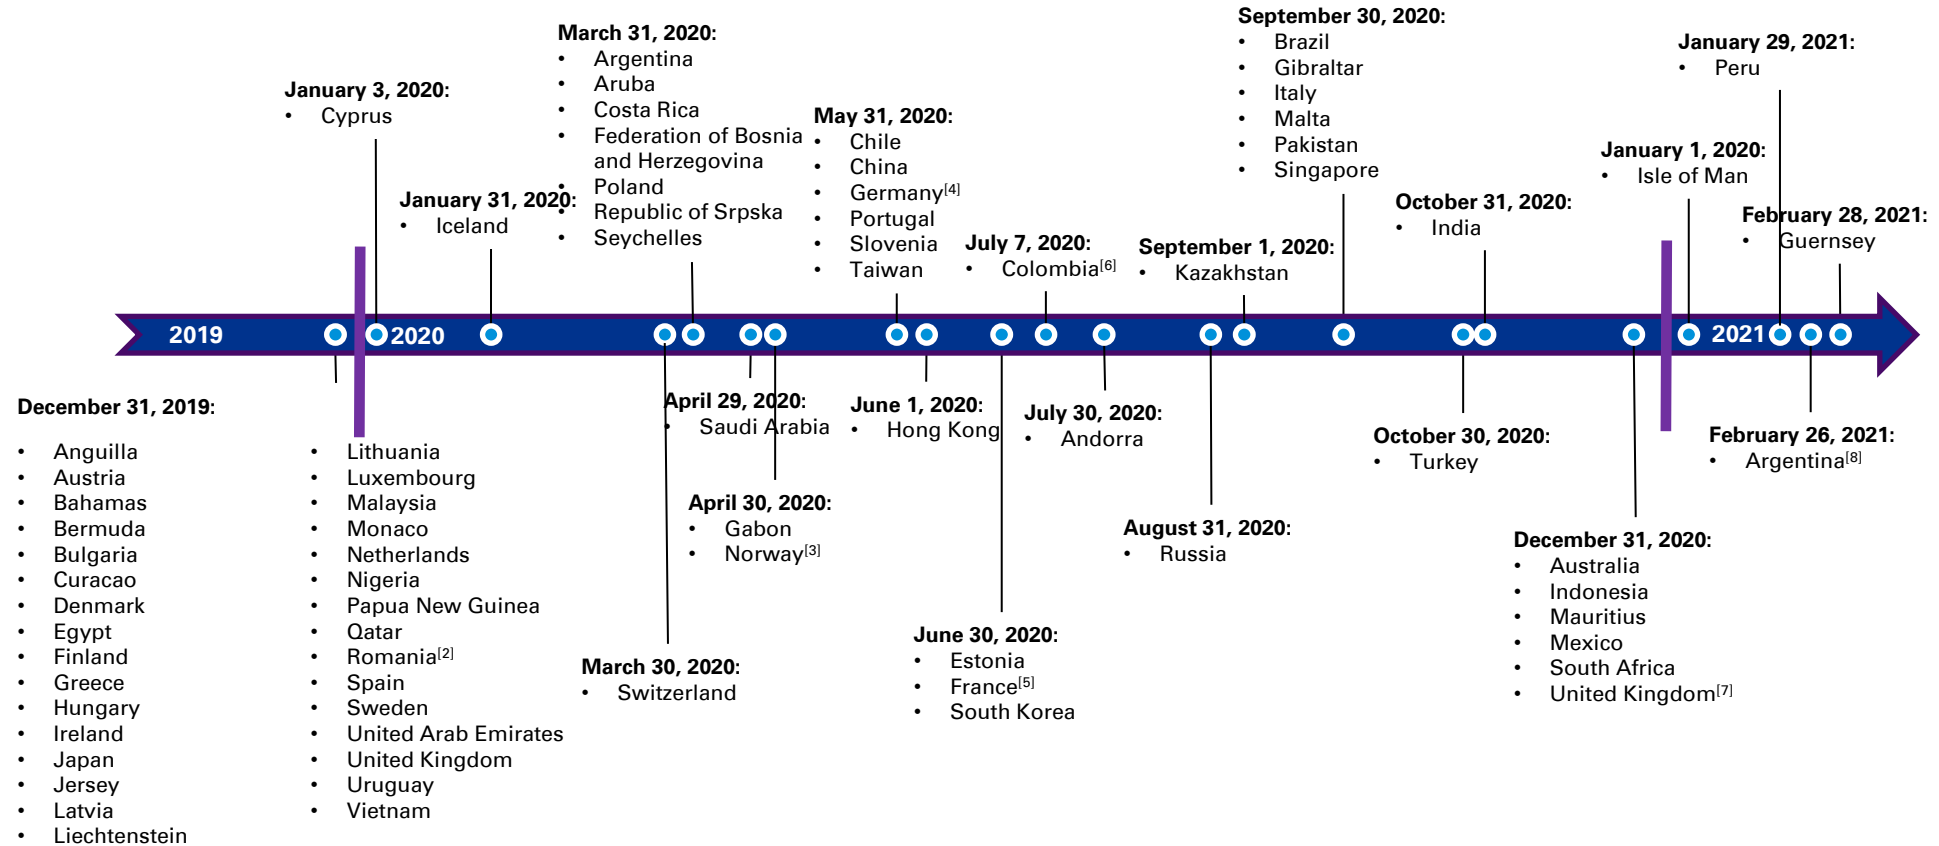 January 3, 2020:
• Cyprus
January 31, 2020:
• Iceland
March 31, 2020:
• Argentina
• Aruba
• Costa Rica
• Federation of Bosnia
and Herzegovina
• Poland
• Republic of Srpska
• Seychelles
May 31, 2020:
• Chile
• China
• Germany[4]
• Portugal
• Slovenia
• Taiwan
July 7, 2020:
• Colombia[6]
September 1, 2020:
• Kazakhstan
September 30, 2020:
• Brazil
• Gibraltar
• Italy
• Malta
• Pakistan
• Singapore
October 31, 2020:
• India
January 1, 2020:
• Isle of Man
January 29, 2021:
• Peru
February 28, 2021:
• Guernsey
2019
2020
2021
December 31, 2019:
• Anguilla
• Austria
• Bahamas
• Bermuda
• Bulgaria
• Curacao
• Denmark
• Egypt
• Finland
• Greece
• Hungary
• Ireland
• Japan
• Jersey
• Latvia
• Liechtenstein
• Lithuania
• Luxembourg
• Malaysia
• Monaco
• Netherlands
• Nigeria
• Papua New Guinea
• Qatar
• Romania[2]
• Spain
• Sweden
• United Arab Emirates
• United Kingdom
• Uruguay
• Vietnam
March 30, 2020:
• Switzerland
April 29, 2020:
• Saudi Arabia
April 30, 2020:
• Gabon
• Norway[3]
June 1, 2020:
• Hong Kong
June 30, 2020:
• Estonia
• France[5]
• South Korea
July 30, 2020:
• Andorra
August 31, 2020:
• Russia
October 30, 2020:
• Turkey
December 31, 2020:
• Australia
• Indonesia
• Mauritius
• Mexico
• South Africa
• United Kingdom[7]
February 26, 2021:
• Argentina[8]